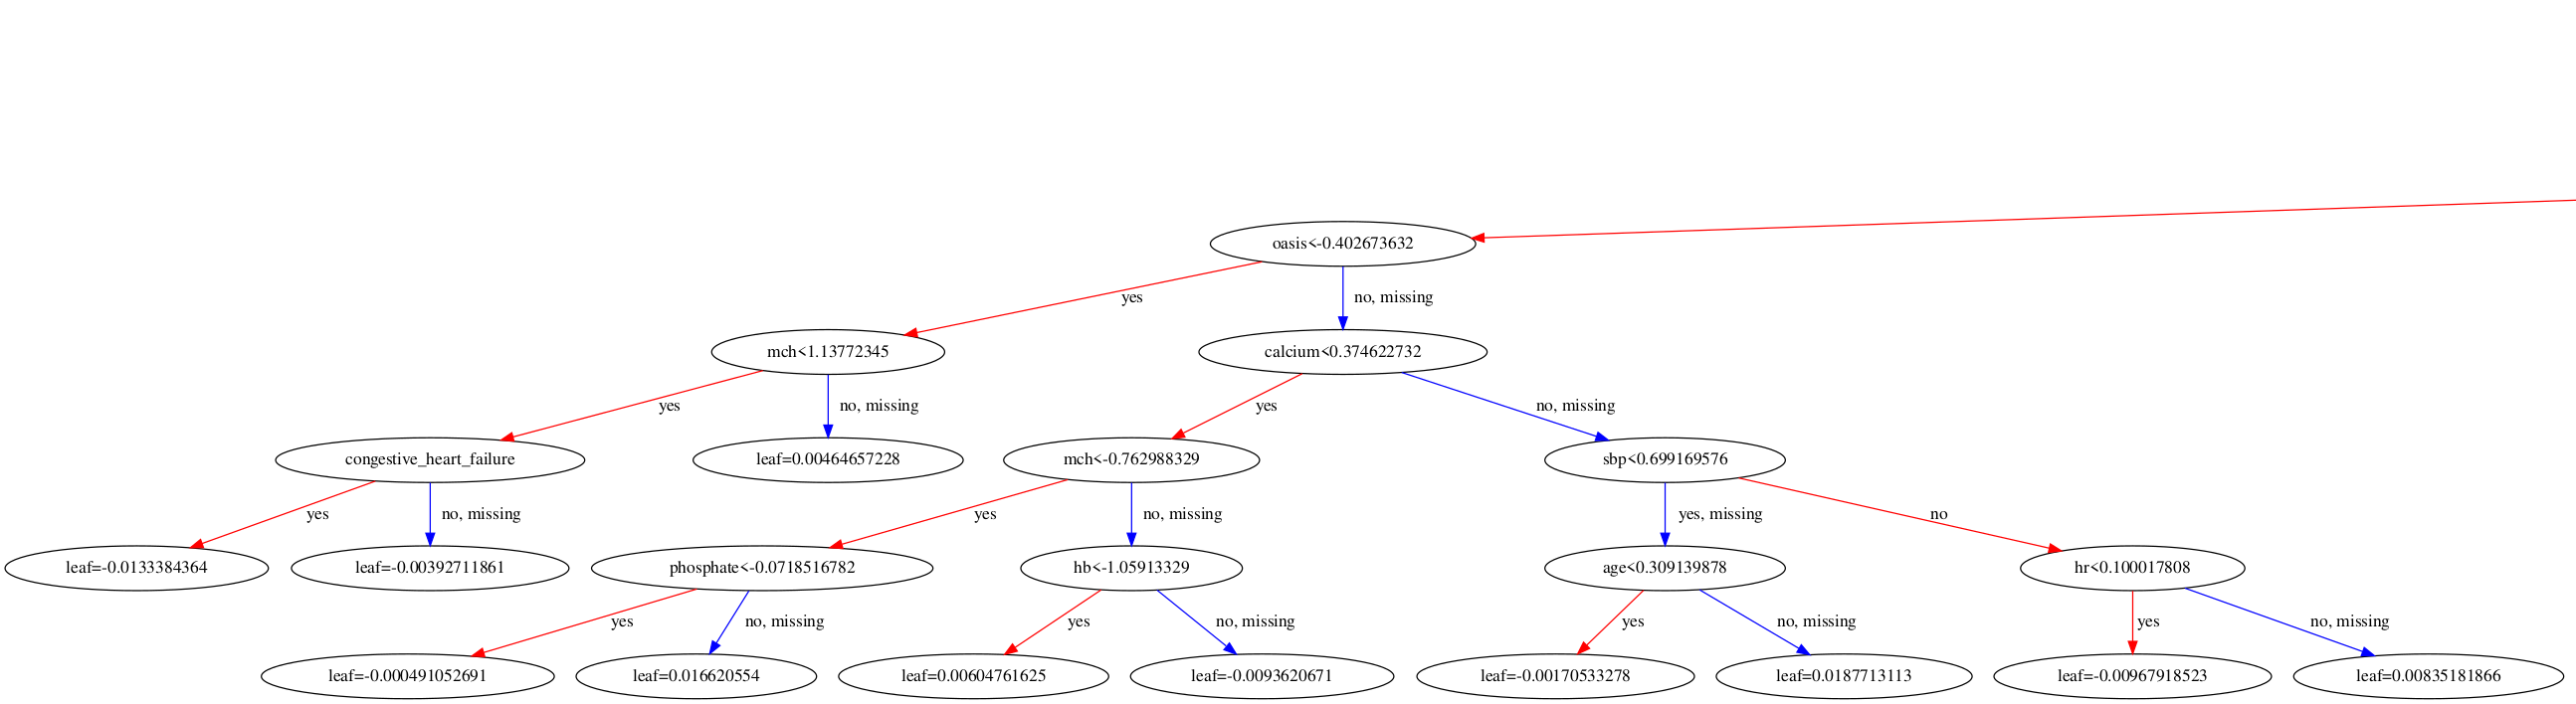 oasis<-0.402673632
yes
no, missing
mch<1.13772345
calcium<0.374622732
yes
no, missing
yes
no, missing
congestive_heart_failure
leaf=0.00464657228
mch<-0.762988329
sbp<0.699169576
yes
no, missing
yes
no, missing
yes, missing
no
leaf=-0.0133384364
leaf=-0.00392711861
phosphate<-0.0718516782
hb<-1.05913329
age<0.309139878
hr<0.100017808
yes
no, missing
yes
no, missing
yes
no, missing
yes
no, missing
leaf=-0.000491052691
leaf=0.016620554
leaf=0.00604761625
leaf=-0.0093620671
leaf=-0.00170533278
leaf=0.0187713113
leaf=-0.00967918523
leaf=0.00835181866